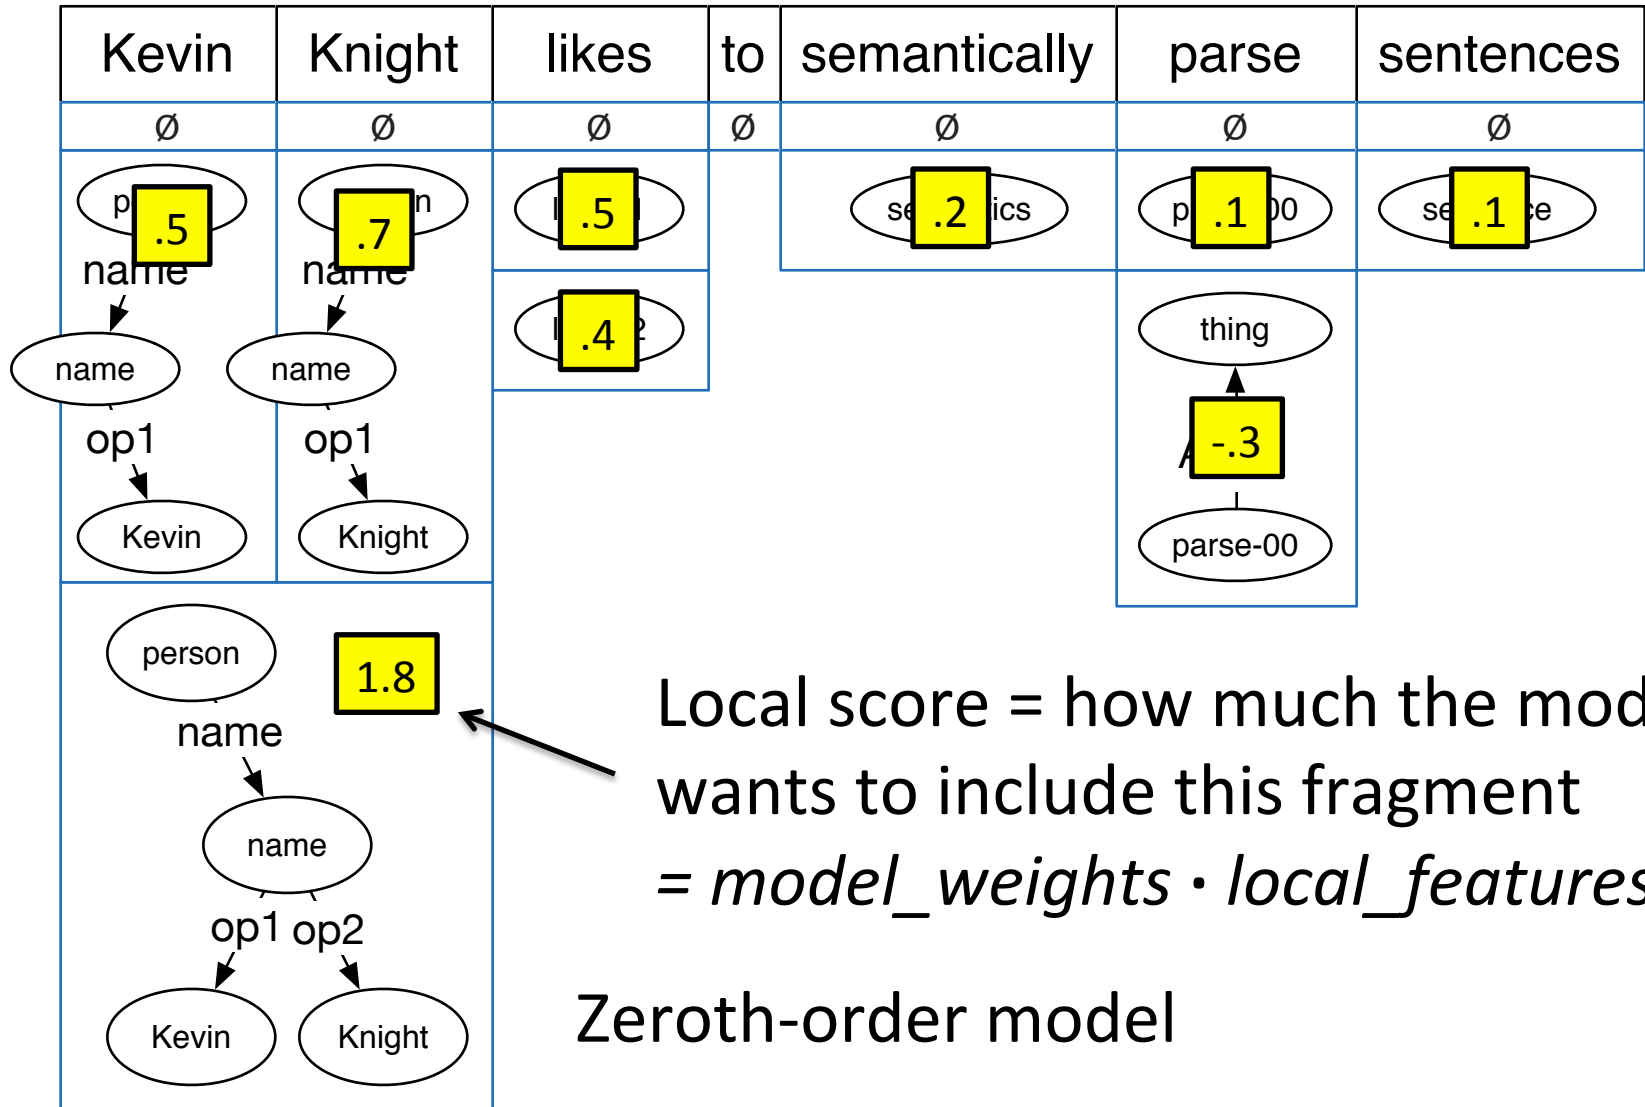 Kevin Knight likes to semantically parse sentences
Ø Ø Ø Ø Ø Ø Ø
.5 .7 .5 .2 .1 .1
name name
.4 thing
name name
op1 op1 -.3
Kevin Knight parse-00
person 1.8
Local score = how much the mod
name
wants to include this fragment
name
= model_weights · local_features
op1 op2
Zeroth-order model
Kevin Knight